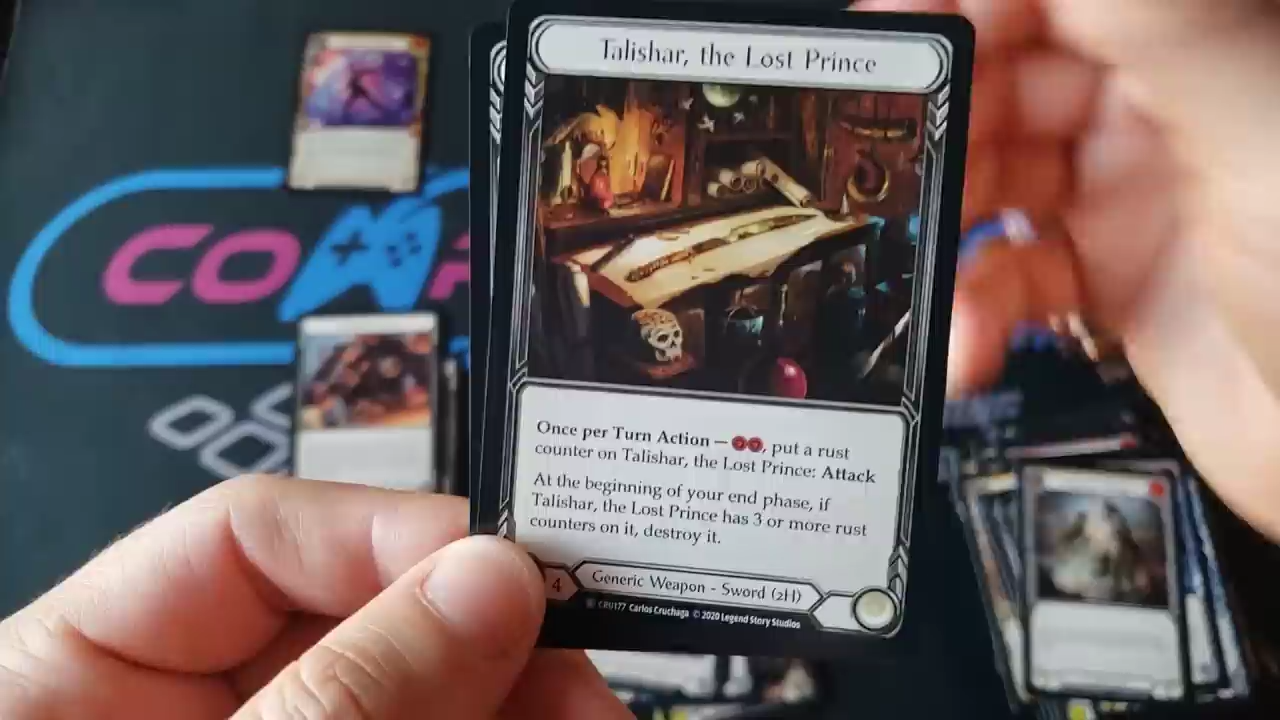 Talishar, the Lost Prince
CO
Once per Turn Action — , put a rust
counter on Talishar, the Lost Prince: Attack
At the beginning of your end phase, if
Talishar, the Lost Prince has 3 or more rust
counters on it, destroy it.
4
Generic Weapon - Sword (2H)
CRU177 Carlos Cruchaga © 2020 Legend Story Studios